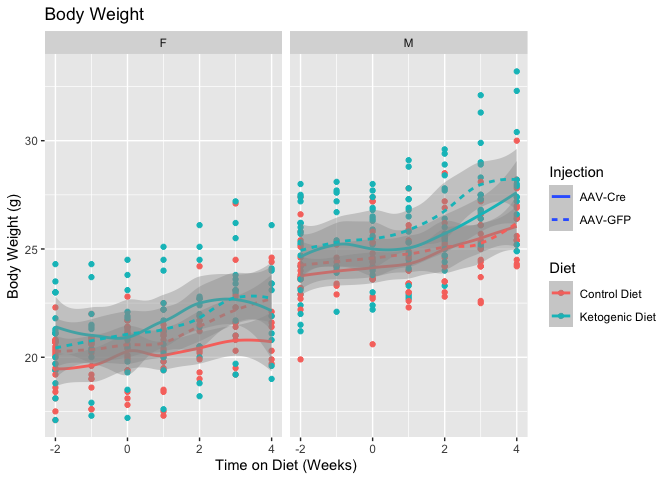 Body Weight
F
M
30
25
20
Body Weight (g)
-2
0
2
4
-2
0
2
4
Time on Diet (Weeks)
Injection
AAV-Cre
AAV-GFP
Diet
Control Diet
Ketogenic Diet